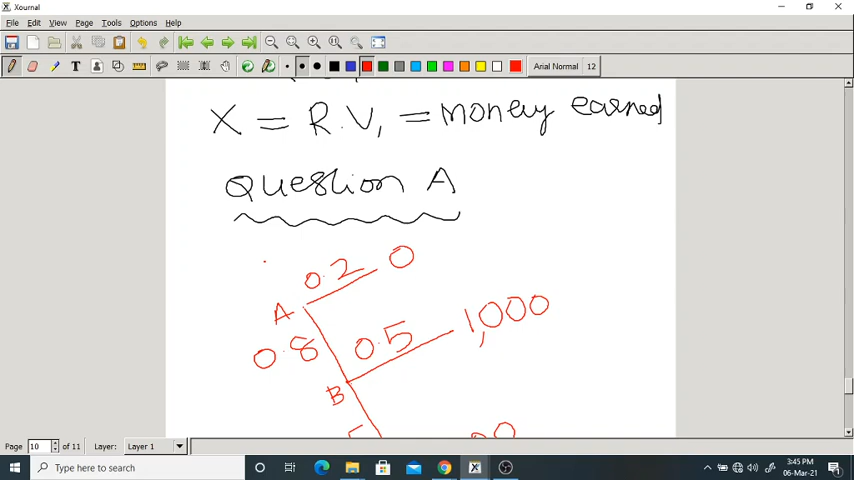 Xournal
File Edit View Page Tools Options Help
Arial Normal 12
X = R.V, = money earned
Question A
0.2 0
A
0.8 0.5 1,000
B
Page 10 of 11 Layer: Layer 1
Type here to search
3:45 PM
06-Mar-21